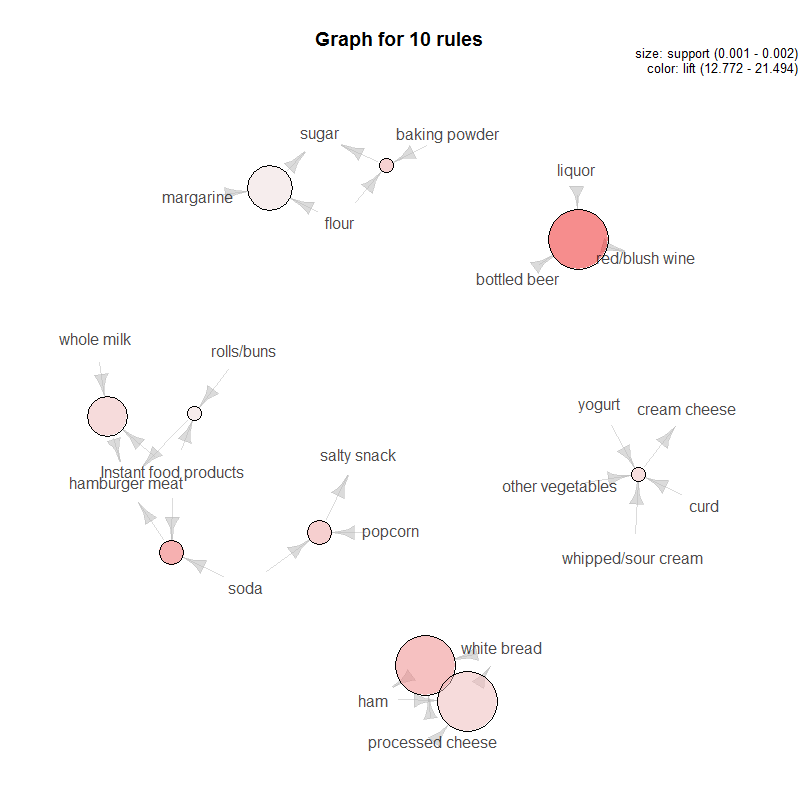 Graph for 10 rules
size: support (0.001 - 0.002)
color: lift (12.772 - 21.494)
sugar
baking powder
liquor
margarine
flour
red/blush wine
bottled beer
whole milk
rolls/buns
yogurt
cream cheese
salty snack
Instant food products
hamburger meat
other vegetables
curd
popcorn
whipped/sour cream
soda
white bread
ham
processed cheese